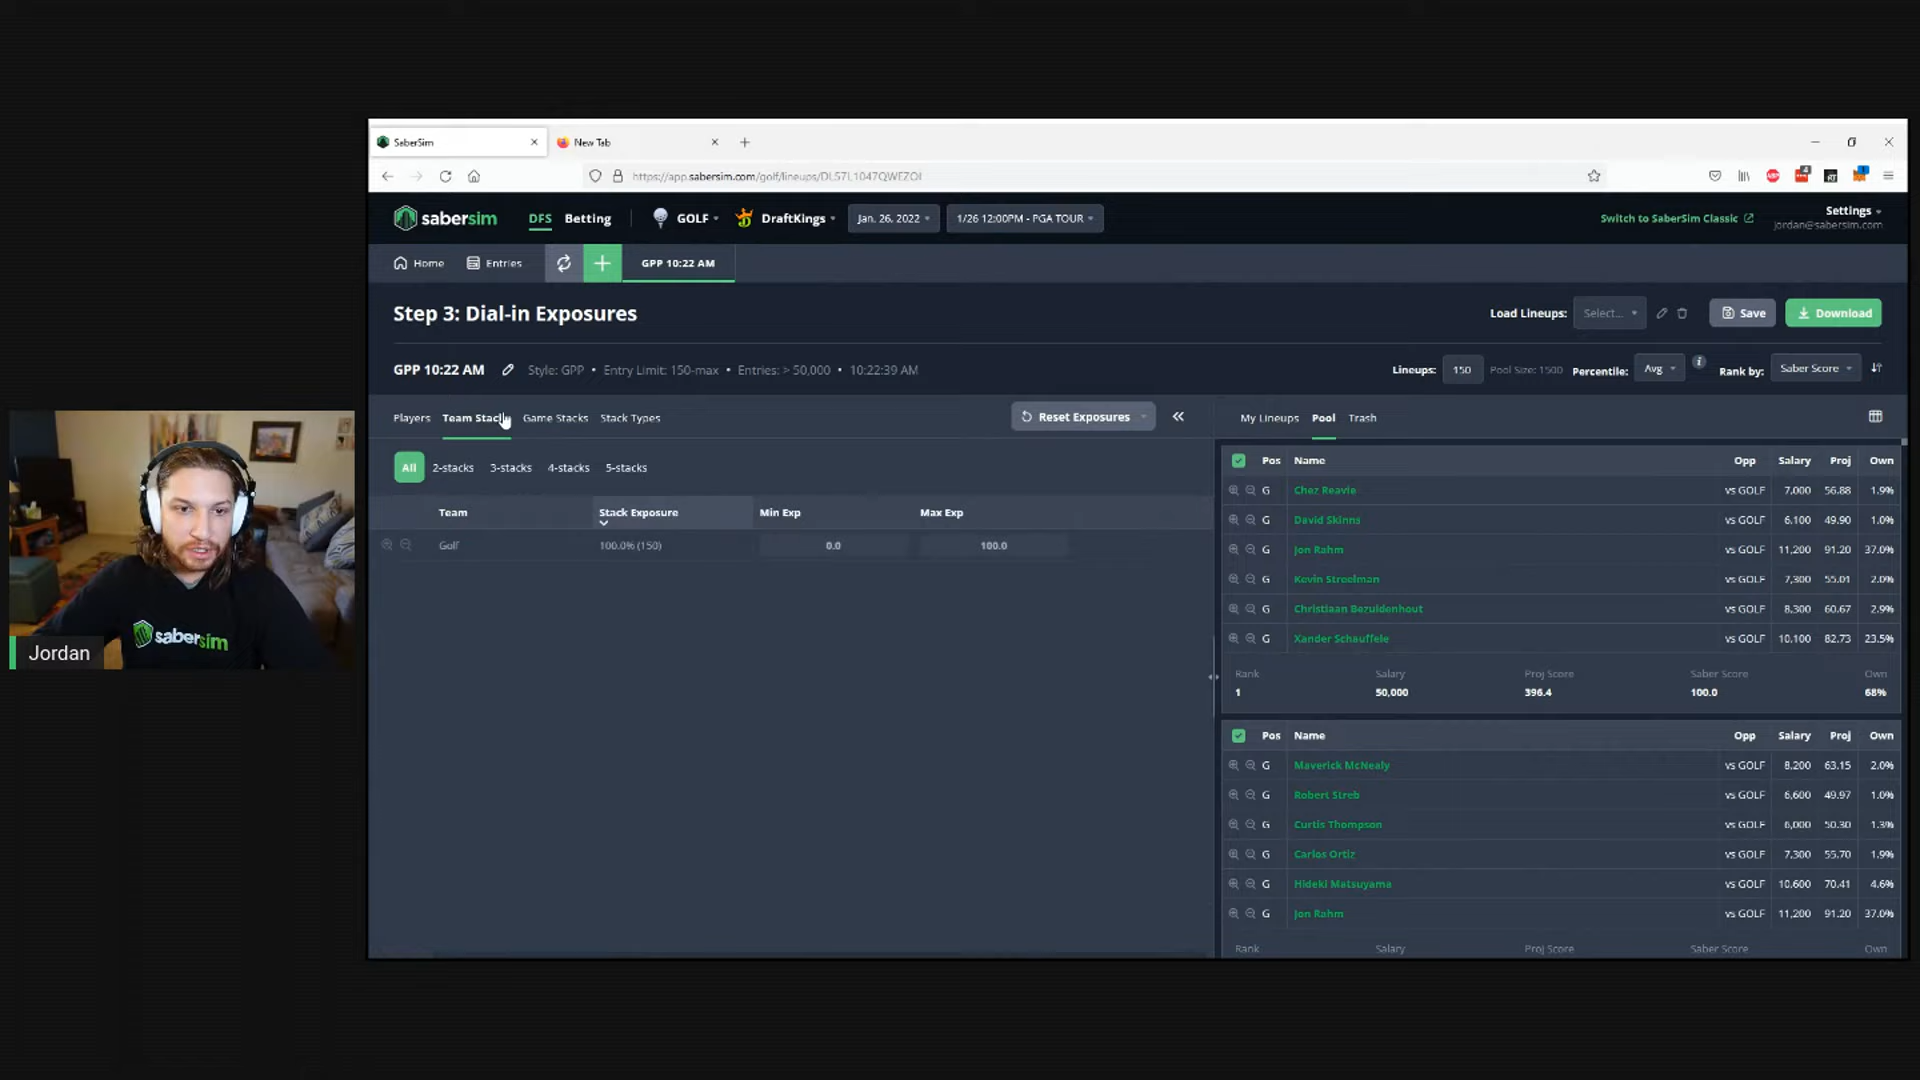 SaberSim
New Tab
https://app.sabersim.com/golf/lineups/DLS7L1047QWEZOI
sabersim
DFS
Betting
GOLF
DraftKings
Jan. 26, 2022
1/26 12:00PM - PGA TOUR
Switch to SaberSim Classic
Settings
jordan@sabersim.com
Home
Entries
GPP 10:22 AM
Step 3: Dial-in Exposures
Load Lineups:
Select...
Save
Download
GPP 10:22 AM
Style: GPP • Entry Limit: 150-max • Entries: > 50,000 • 10:22:39 AM
Lineups: 150 Pool Size: 1500 Percentile: Avg Rank by: Saber Score
Players Team Stacks Game Stacks Stack Types
Reset Exposures
My Lineups Pool Trash
All 2-stacks 3-stacks 4-stacks 5-stacks
Team Stack Exposure Min Exp Max Exp
Golf 100.0% (150) 0.0 100.0
Pos Name Opp Salary Proj Own
G Chez Reavie vs GOLF 7,000 56.88 1.9%
G David Skinns vs GOLF 6,100 49.90 1.0%
G Jon Rahm vs GOLF 11,200 91.20 37.0%
G Kevin Streelman vs GOLF 7,300 55.01 2.0%
G Christiaan Bezuidenhout vs GOLF 8,300 60.67 2.9%
G Xander Schauffele vs GOLF 10,100 82.73 23.5%
Rank Salary Proj Score Saber Score Own
1 50,000 396.4 100.0 68%
Pos Name Opp Salary Proj Own
G Maverick McNealy vs GOLF 8,200 63.15 2.0%
G Robert Streb vs GOLF 6,600 49.97 1.0%
G Curtis Thompson vs GOLF 6,000 50.30 1.3%
G Carlos Ortiz vs GOLF 7,300 55.70 1.9%
G Hideki Matsuyama vs GOLF 10,600 70.41 4.6%
G Jon Rahm vs GOLF 11,200 91.20 37.0%
Rank Salary Proj Score Saber Score Own
sabersim
Jordan